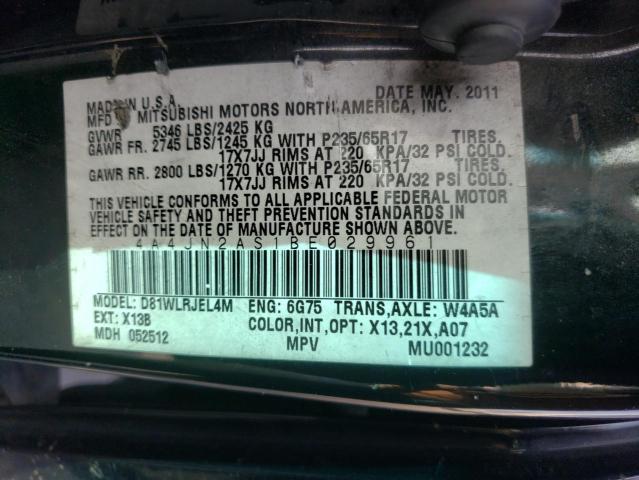 MADE IN U.S.A. DATE MAY. 2011
MFD BY MITSUBISHI MOTORS NORTH AMERICA, INC.
GVWR 5346 LBS/2425 KG
GAWR FR. 2745 LBS/1245 KG WITH P235/65R17 TIRES.
17X7JJ RIMS AT 220 KPA/32 PSI COLD.
GAWR RR. 2800 LBS/1270 KG WITH P235/65R17 TIRES.
17X7JJ RIMS AT 220 KPA/32 PSI COLD.
THIS VEHICLE CONFORMS TO ALL APPLICABLE FEDERAL MOTOR
VEHICLE SAFETY AND THEFT PREVENTION STANDARDS IN EFFECT
ON THE DATE OF MANUFACTURE SHOWN ABOVE.
4A4JN2AS1BE029961
MODEL: D81WLRJEL4M ENG: 6G75 TRANS,AXLE: W4A5A
EXT: X13B COLOR,INT,OPT: X13,21X,A07
MDH 052512 MPV MU001232